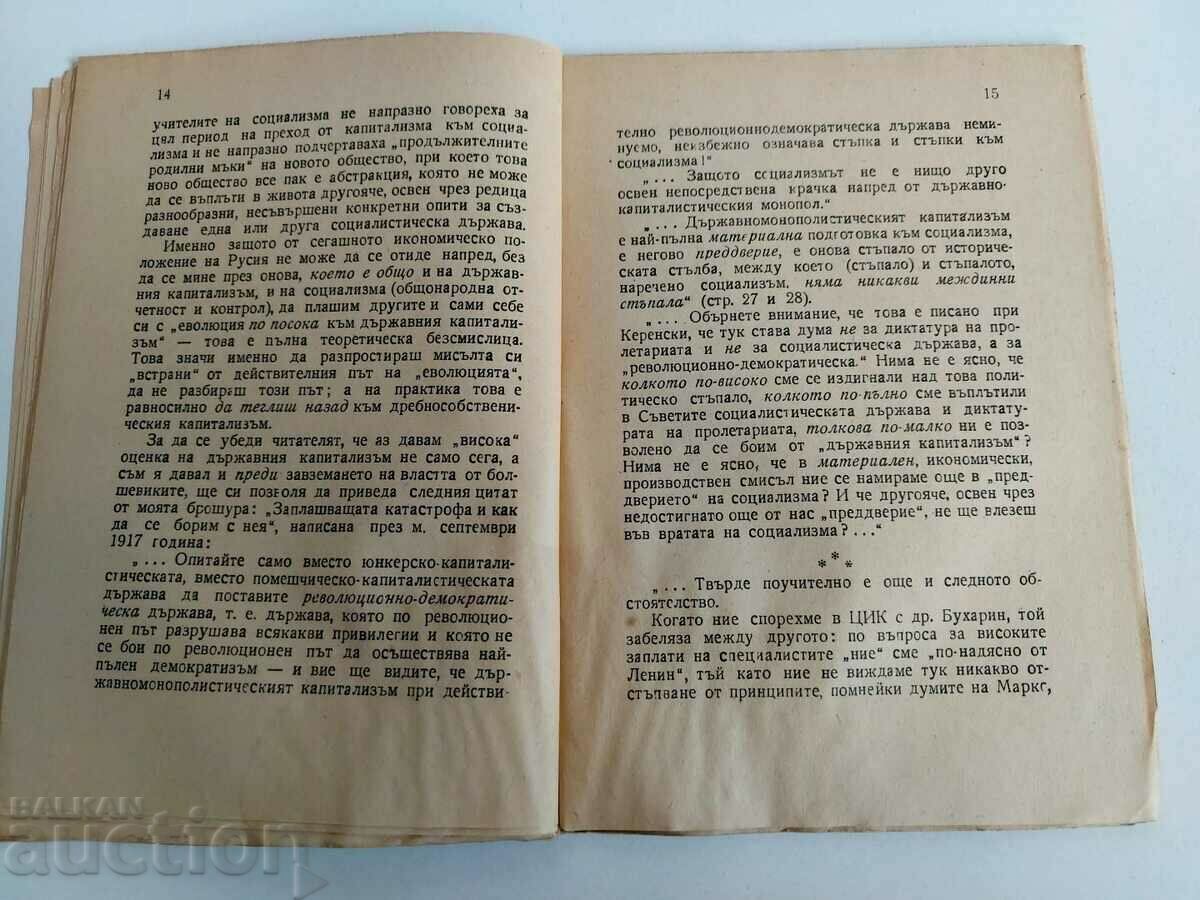 14
учителите на социализма не напразно говореха за
цял период на преход от капитализма към социа-
лизма и не напразно подчертаваха „продължителните
родилни мъки“ на новото общество, при което това
ново общество все пак е абстракция, която не може
да се въплъти в живота другояче, освен чрез редица
разнообразни, несъвършени конкретни опити за съз-
даване една или друга социалистическа държава.
Именно защото от сегашното икономическо по-
ложение на Русия не може да се отиде напред, без
да се мине през онова, което е общо и на държав-
ния капитализъм, и на социализма (общонародна от-
четност и контрол), да плашим другите и сами себе
си с „еволюция по посока към държавния капитали-
зъм“ — това е пълна теоретическа безсмислица.
Това значи именно да разпростираш мисълта си
„встрани“ от действителния път на „еволюцията“,
да не разбираш този път; а на практика това е
равносилно да теглиш назад към дребнособствени-
ческия капитализъм.
За да се убеди читателят, че аз давам „висока“
оценка на държавния капитализъм не само сега, а
съм я давал и преди завземането на властта от бол-
шевиките, ще си позволя да приведа следния цитат
от моята брошура: „Заплашващата катастрофа и как
да се борим с нея“, написана през м. септември
1917 година:
„... Опитайте само вместо юнкерско-капитали-
стическата, вместо помешчическо-капиталистическата
държава да поставите революционно-демократи-
ческа държава, т. е. държава, която по революцио-
нен път разрушава всякакви привилегии и която не
се бои по революционен път да осъществява най-
пълен демократизъм — и вие ще видите, че дър-
жавномонополистическият капитализъм при действи-
15
телно революционнодемократическа държава неми-
нуемо, неизбежно означава стъпка и стъпки към
социализма!“
„... Защото социализмът не е нищо друго
освен непосредствена крачка напред от държавно-
капиталистическия монопол.“
„... Държавномонополистическият капитализъм
е най-пълна материална подготовка към социализма,
е негово преддверие, е онова стъпало от историче-
ската стълба, между което (стъпало) и стъпалото,
наречено социализъм, няма никакви междинни
стъпала“ (стр. 27 и 28).
„... Обърнете внимание, че това е писано при
Керенски, че тук става дума не за диктатура на про-
летариата и не за социалистическа държава, а за
„революционно-демократическа.“ Нима не е ясно, че
колкото по-високо сме се издигнали над това поли-
тическо стъпало, колкото по-пълно сме въплътили
в Съветите социалистическата държава и диктату-
рата на пролетариата, толкова по-малко ни е поз-
волено да се боим от „държавния капитализъм“?
Нима не е ясно, че в материален, икономически,
производствен смисъл ние се намираме още в „пред-
дверието“ на социализма? И че другояче, освен чрез
недостигнато още от нас „преддверие“, не ще влезеш
във вратата на социализма?...“
* * *
„... Твърде поучително е още и следното об-
стоятелство.
Когато ние спорехме в ЦИК с др. Бухарин, той
забеляза между другото: по въпроса за високите
заплати на специалистите „ние“ сме „по-надясно от
Ленин“, тъй като ние не виждаме тук никакво от-
стъпване от принципите, помнейки думите на Маркс,
BALKAN
auction